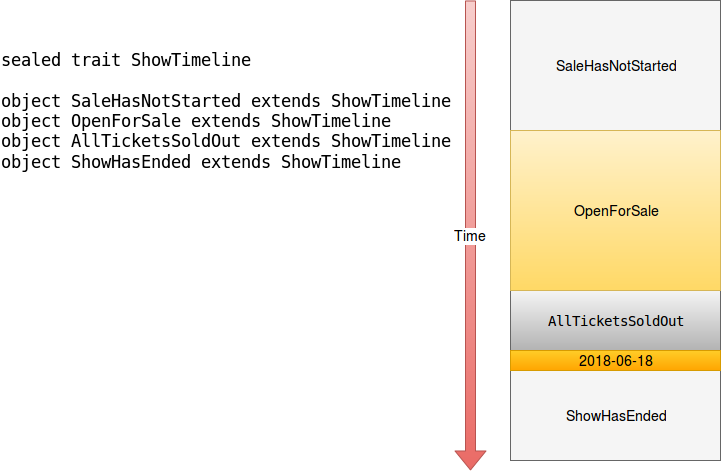 sealed trait ShowTimeline
object SaleHasNotStarted extends ShowTimeline
object OpenForSale extends ShowTimeline
object AllTicketsSoldOut extends ShowTimeline
object ShowHasEnded extends ShowTimeline
Time
SaleHasNotStarted
OpenForSale
AllTicketsSoldOut
2018-06-18
ShowHasEnded